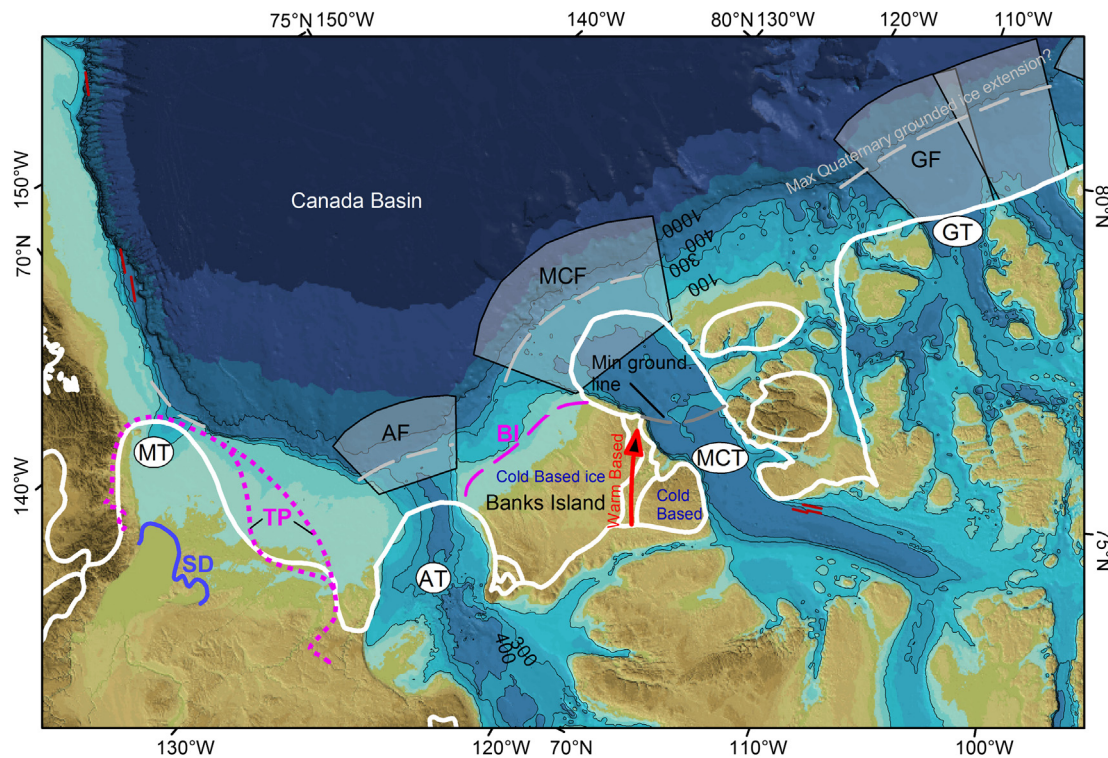 75°N 150°W 140°W 80°N 130°W 120°W 110°W
Max Quaternary grounded ice extension?
GF
150°W
Canada Basin
80°N
GT
1000
400
300
100
MCF
70°N
Min ground.
line
AF
BI
MT
Warm Based
MCT
Cold Based ice
Banks Island
Cold
Based
140°W
TP
75°N
SD
AT
300
400
130°W 120°W 70°N 110°W 100°W